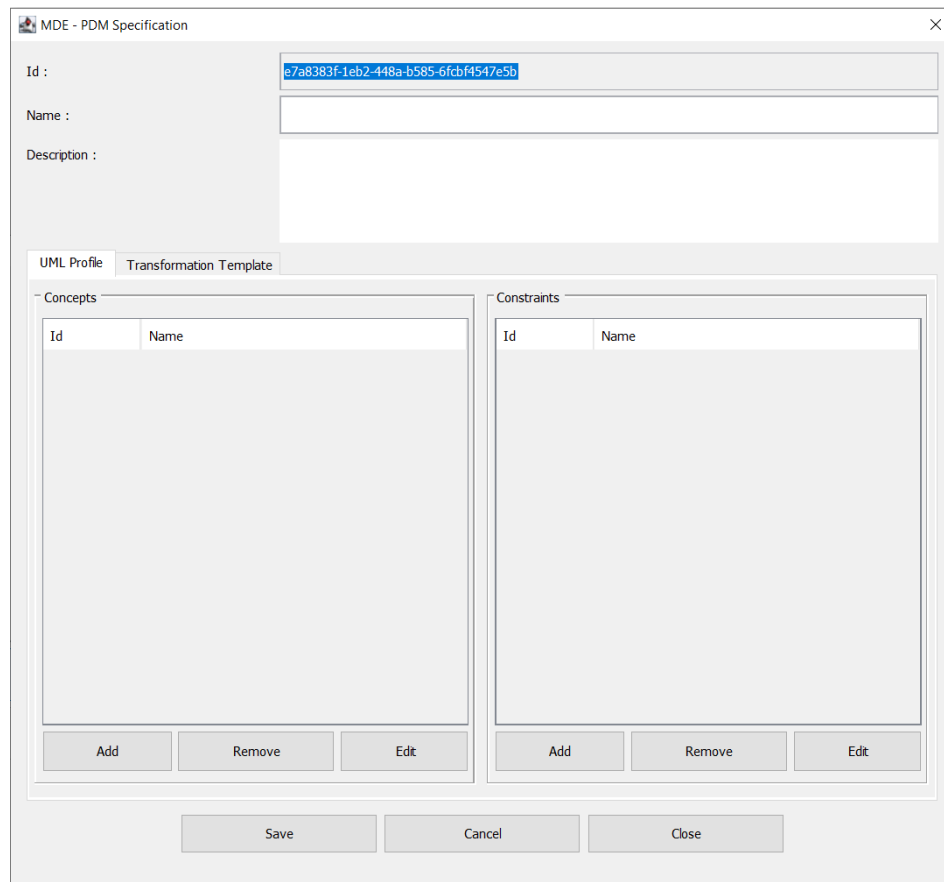 MDE - PDM Specification
Id :
e7a8383f-1eb2-448a-b585-6fcbf4547e5b
Name :
Description :
UML Profile Transformation Template
Concepts Constraints
Id Name Id Name
Add Remove Edit Add Remove Edit
Save Cancel Close